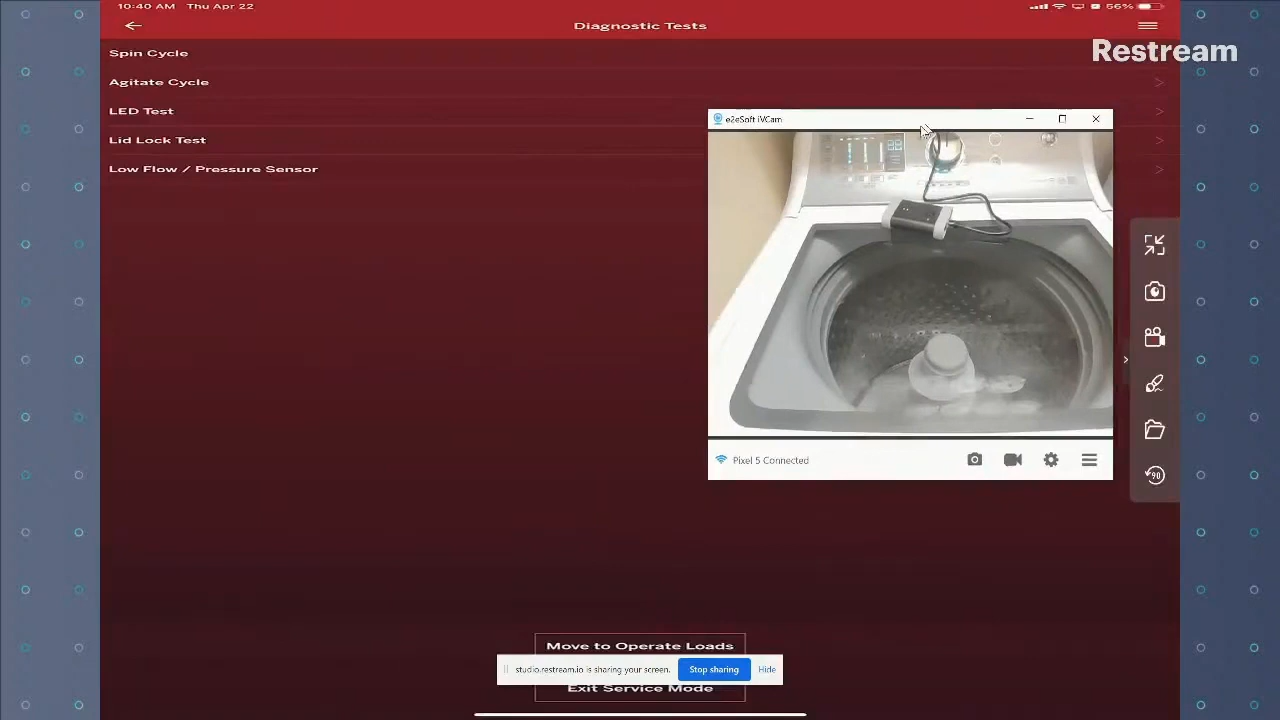 10:40 AM Thu Apr 22
56%
Diagnostic Tests
Restream
Spin Cycle
Agitate Cycle
LED Test
Lid Lock Test
Low Flow / Pressure Sensor
e2eSoft iVCam
Pixel 5 Connected
90
Move to Operate Loads
studio.restream.io is sharing your screen.
Stop sharing
Hide
Exit Service Mode